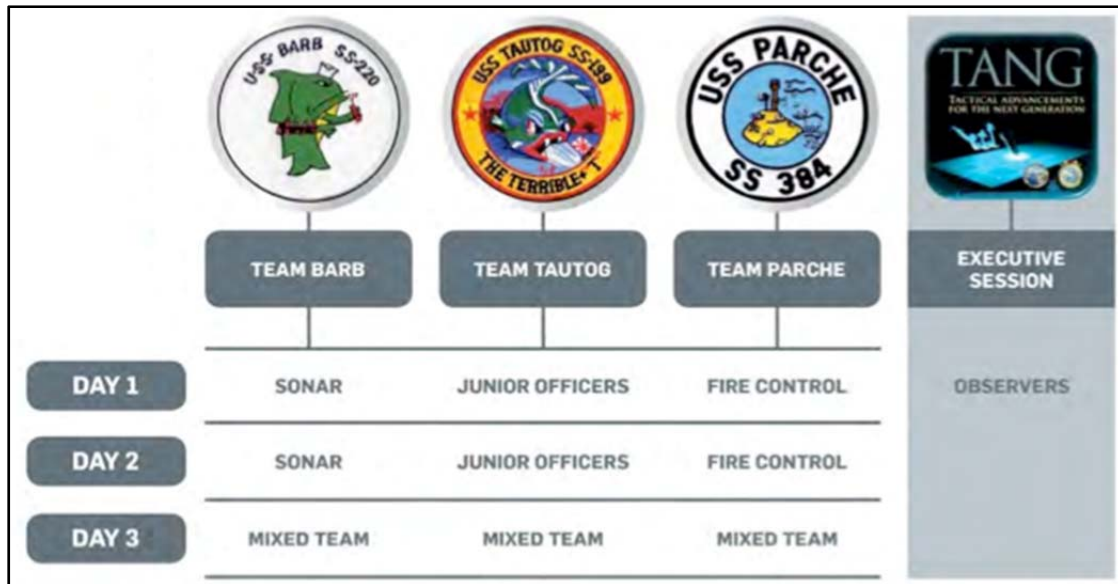 U·S·S· BARB SS-220
USS TAUTOG SS-199
THE TERRIBLE "T"
USS PARCHE
SS 384
TANG
TACTICAL ADVANCEMENTS
FOR THE NEXT GENERATION
TEAM BARB
TEAM TAUTOG
TEAM PARCHE
EXECUTIVE
SESSION
DAY 1
SONAR
JUNIOR OFFICERS
FIRE CONTROL
OBSERVERS
DAY 2
SONAR
JUNIOR OFFICERS
FIRE CONTROL
DAY 3
MIXED TEAM
MIXED TEAM
MIXED TEAM